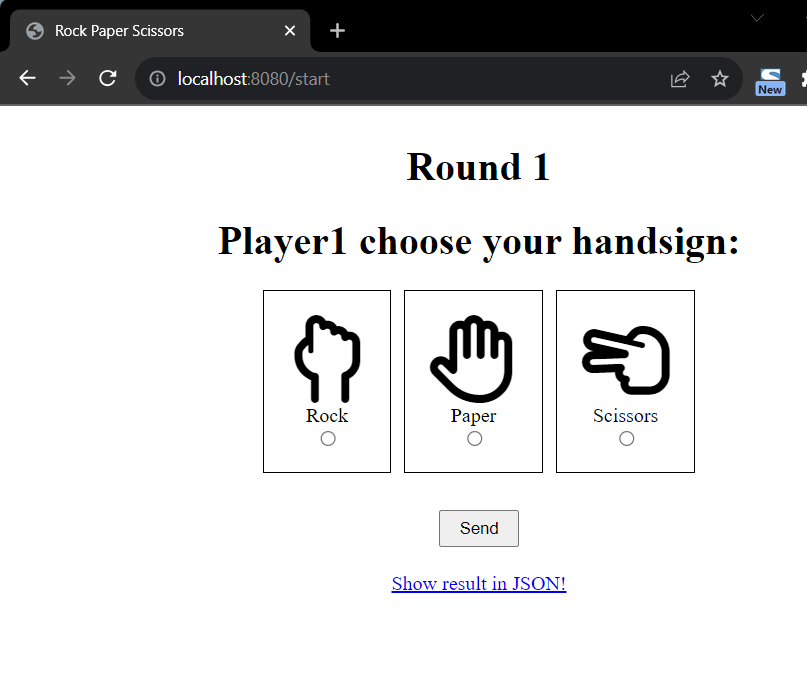 Rock Paper Scissors
localhost:8080/start
New
Round 1
Player1 choose your handsign:
Rock Paper Scissors
Send
Show result in JSON!